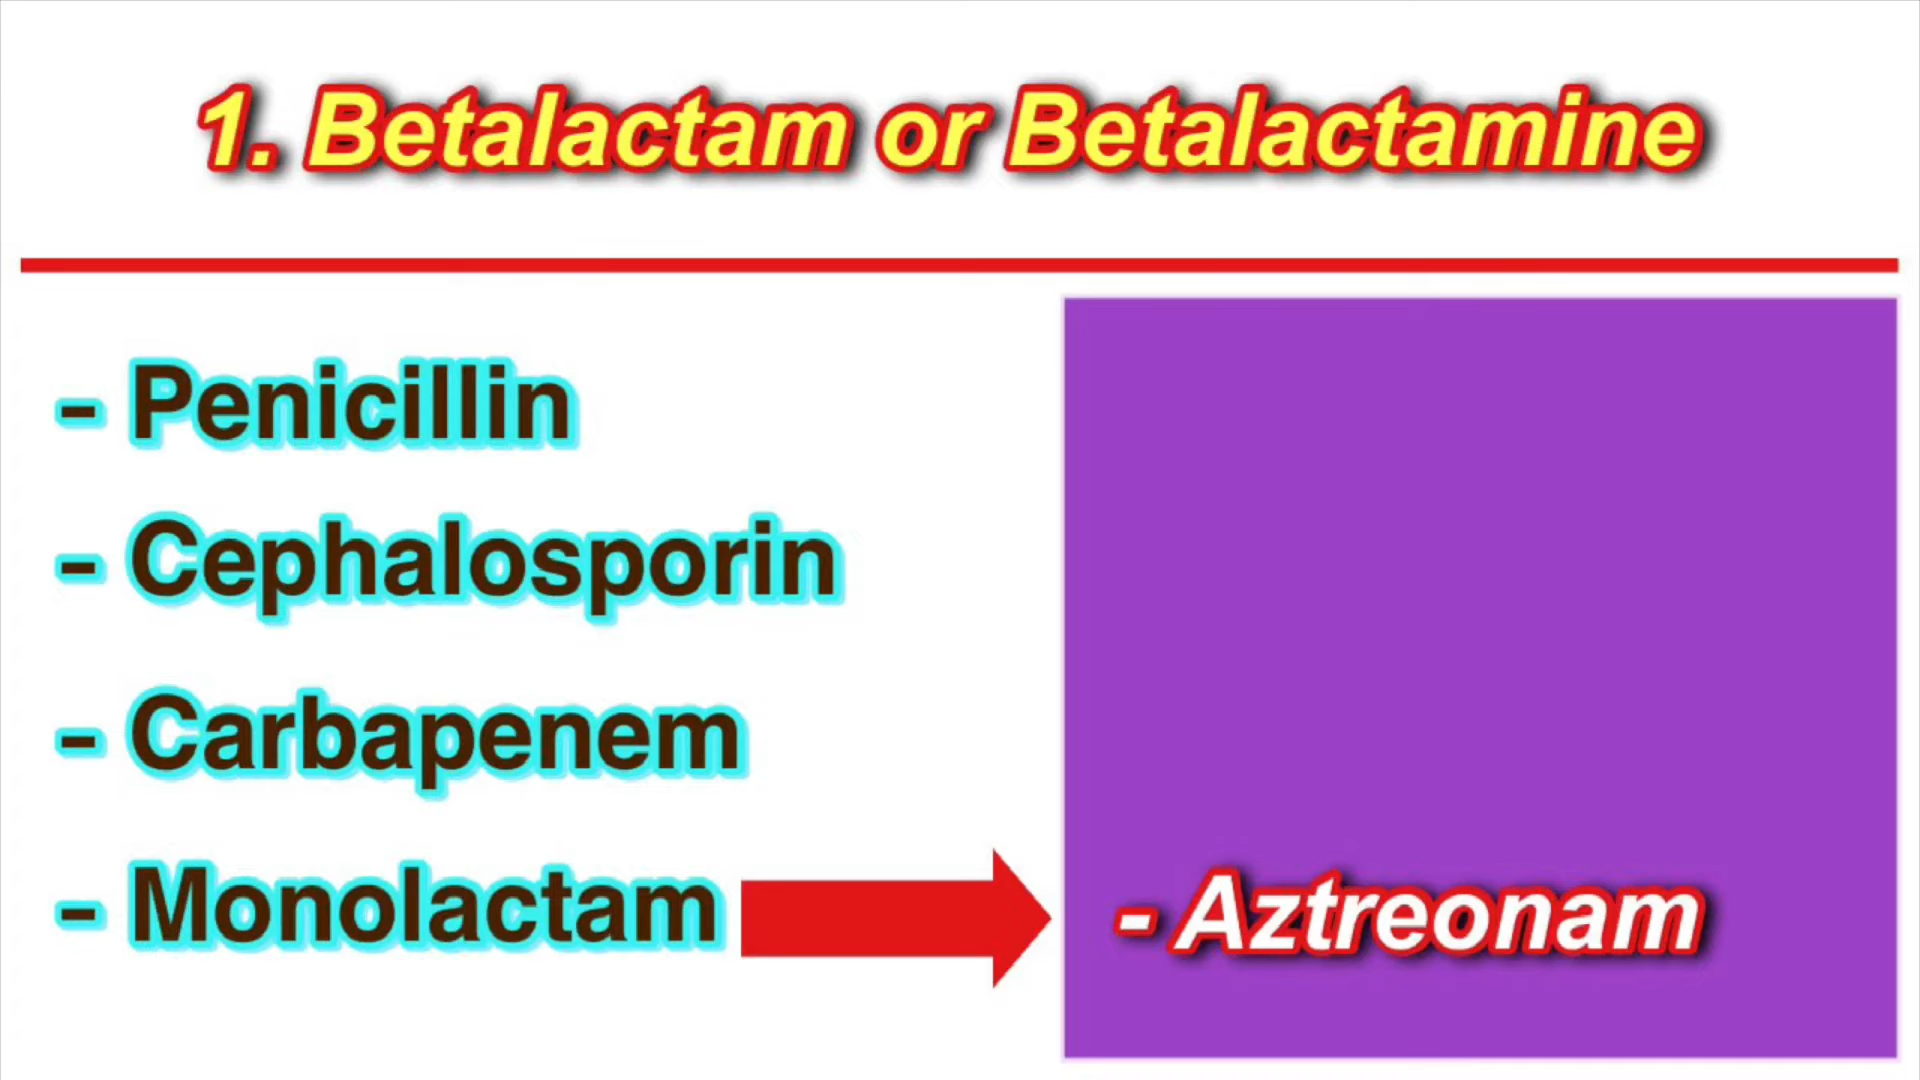 1. Betalactam or Betalactamine
- Penicillin
- Cephalosporin
- Carbapenem
- Monolactam
- Aztreonam